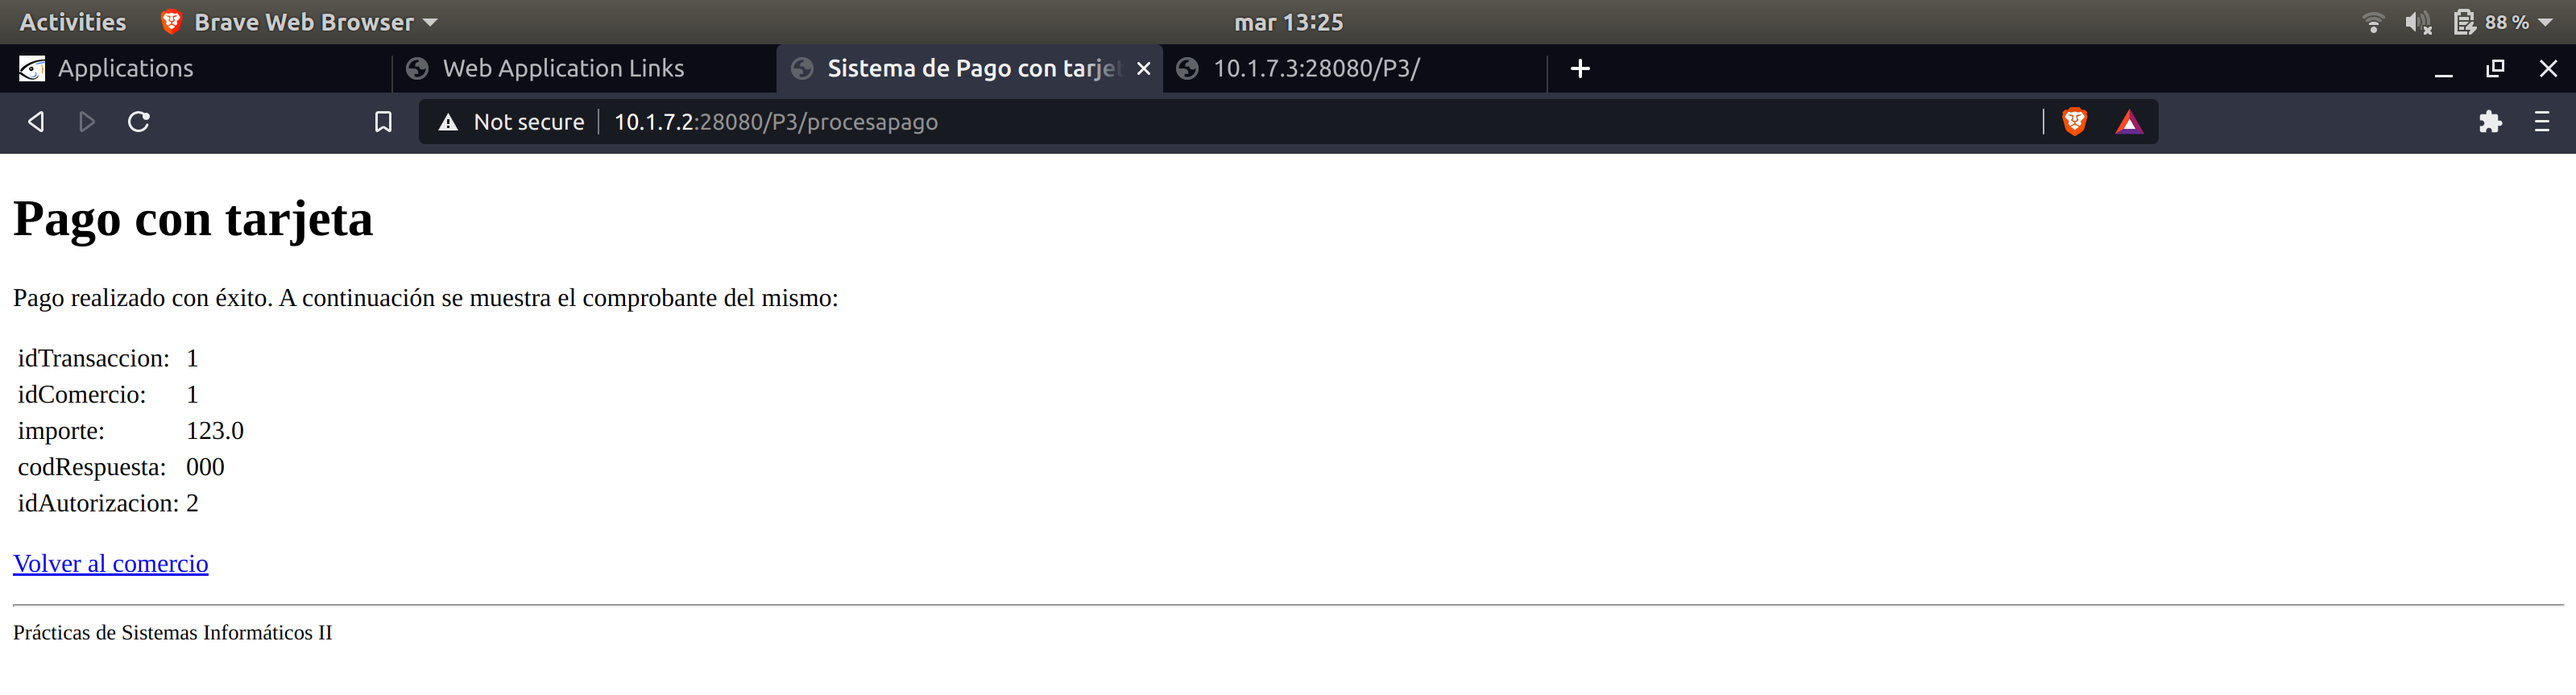 Activities Brave Web Browser mar 13:25 88 %
Applications Web Application Links Sistema de Pago con tarjet 10.1.7.3:28080/P3/
Not secure 10.1.7.2:28080/P3/procesapago
Pago con tarjeta
Pago realizado con éxito. A continuación se muestra el comprobante del mismo:
idTransaccion: 1
idComercio: 1
importe: 123.0
codRespuesta: 000
idAutorizacion: 2
Volver al comercio
Prácticas de Sistemas Informáticos II